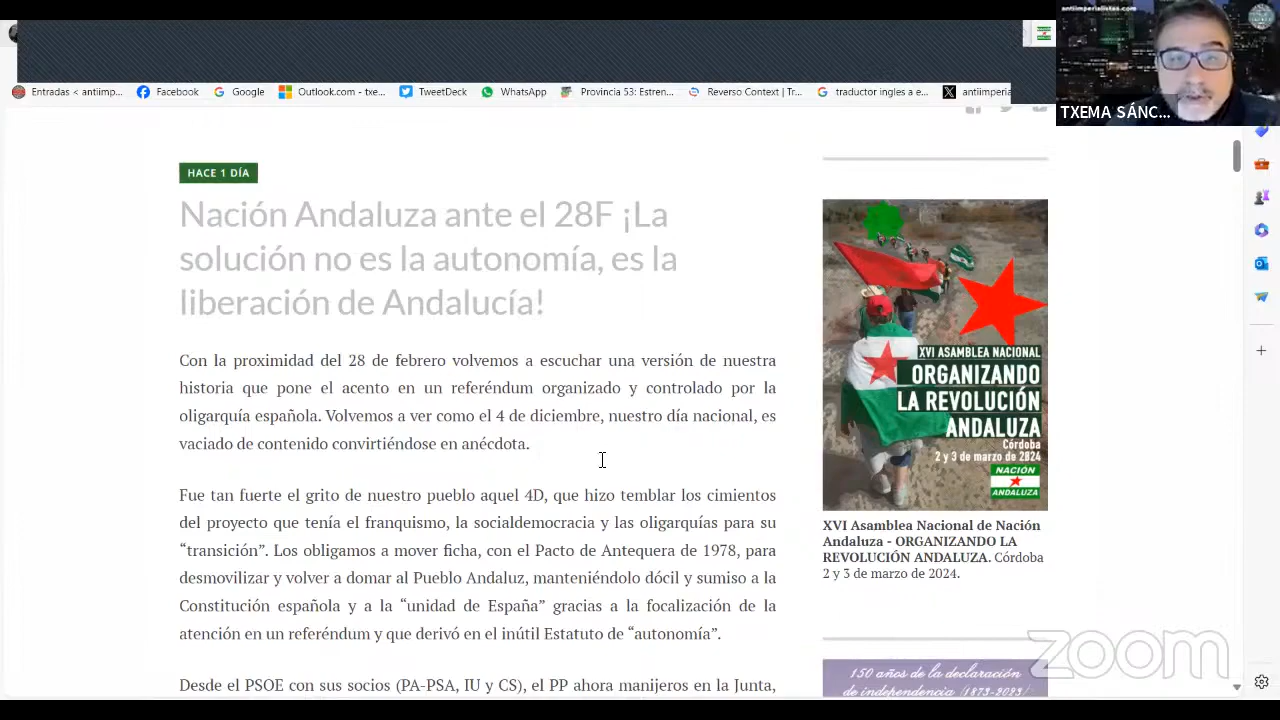 antiimperialistas.com
TXEMA SÁNC...
Entradas < antiimp...
Facebook
Google
Outlook.com - txe...
TweetDeck
WhatsApp
Provincia 53: Estren...
Reverso Context | Tr...
traductor ingles a e...
antiimperia
HACE 1 DÍA
Nación Andaluza ante el 28F ¡La
solución no es la autonomía, es la
liberación de Andalucía!
Con la proximidad del 28 de febrero volvemos a escuchar una versión de nuestra
historia que pone el acento en un referéndum organizado y controlado por la
oligarquía española. Volvemos a ver como el 4 de diciembre, nuestro día nacional, es
vaciado de contenido convirtiéndose en anécdota.
Fue tan fuerte el grito de nuestro pueblo aquel 4D, que hizo temblar los cimientos
del proyecto que tenía el franquismo, la socialdemocracia y las oligarquías para su
“transición”. Los obligamos a mover ficha, con el Pacto de Antequera de 1978, para
desmovilizar y volver a domar al Pueblo Andaluz, manteniéndolo dócil y sumiso a la
Constitución española y a la “unidad de España” gracias a la focalización de la
atención en un referéndum y que derivó en el inútil Estatuto de “autonomía”.
Desde el PSOE con sus socios (PA-PSA, IU y CS), el PP ahora manijeros en la Junta,
XVI ASAMBLEA NACIONAL
ORGANIZANDO
LA REVOLUCIÓN
ANDALUZA
Córdoba
2 y 3 de marzo de 2024
NACIÓN
ANDALUZA
XVI Asamblea Nacional de Nación
Andaluza - ORGANIZANDO LA
REVOLUCIÓN ANDALUZA. Córdoba
2 y 3 de marzo de 2024.
150 años de la declaración
de independencia (1873-2023)
zoom